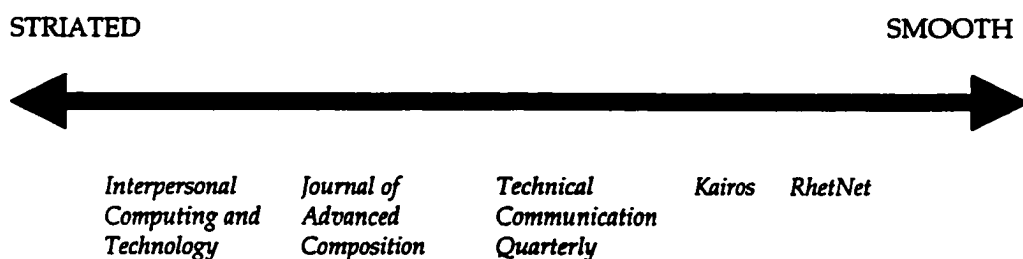 STRIATED SMOOTH
Interpersonal Journal of Technical Kairos RhetNet
Computing and Advanced Communication
Technology Composition Quarterly